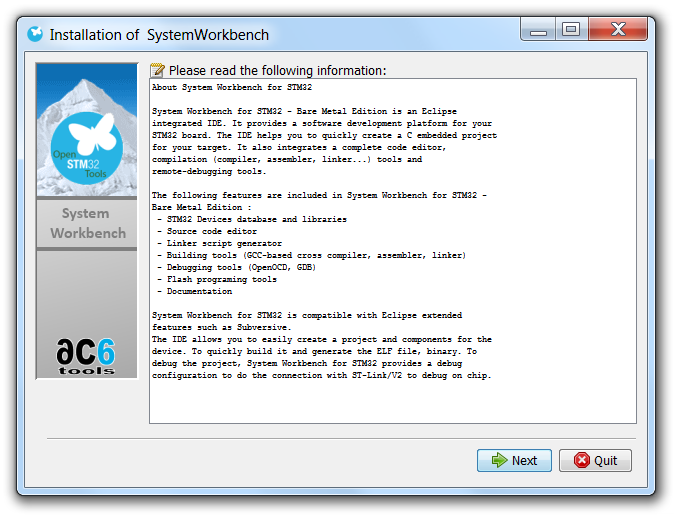 Installation of SystemWorkbench
Please read the following information:
Open
STM32
Tools
System
Workbench
ac6
tools
About System Workbench for STM32
System Workbench for STM32 - Bare Metal Edition is an Eclipse
integrated IDE. It provides a software development platform for your
STM32 board. The IDE helps you to quickly create a C embedded project
for your target. It also integrates a complete code editor,
compilation (compiler, assembler, linker...) tools and
remote-debugging tools.
The following features are included in System Workbench for STM32 -
Bare Metal Edition :
- STM32 Devices database and libraries
- Source code editor
- Linker script generator
- Building tools (GCC-based cross compiler, assembler, linker)
- Debugging tools (OpenOCD, GDB)
- Flash programing tools
- Documentation
System Workbench for STM32 is compatible with Eclipse extended
features such as Subversive.
The IDE allows you to easily create a project and components for the
device. To quickly build it and generate the ELF file, binary. To
debug the project, System Workbench for STM32 provides a debug
configuration to do the connection with ST-Link/V2 to debug on chip.
Next
Quit